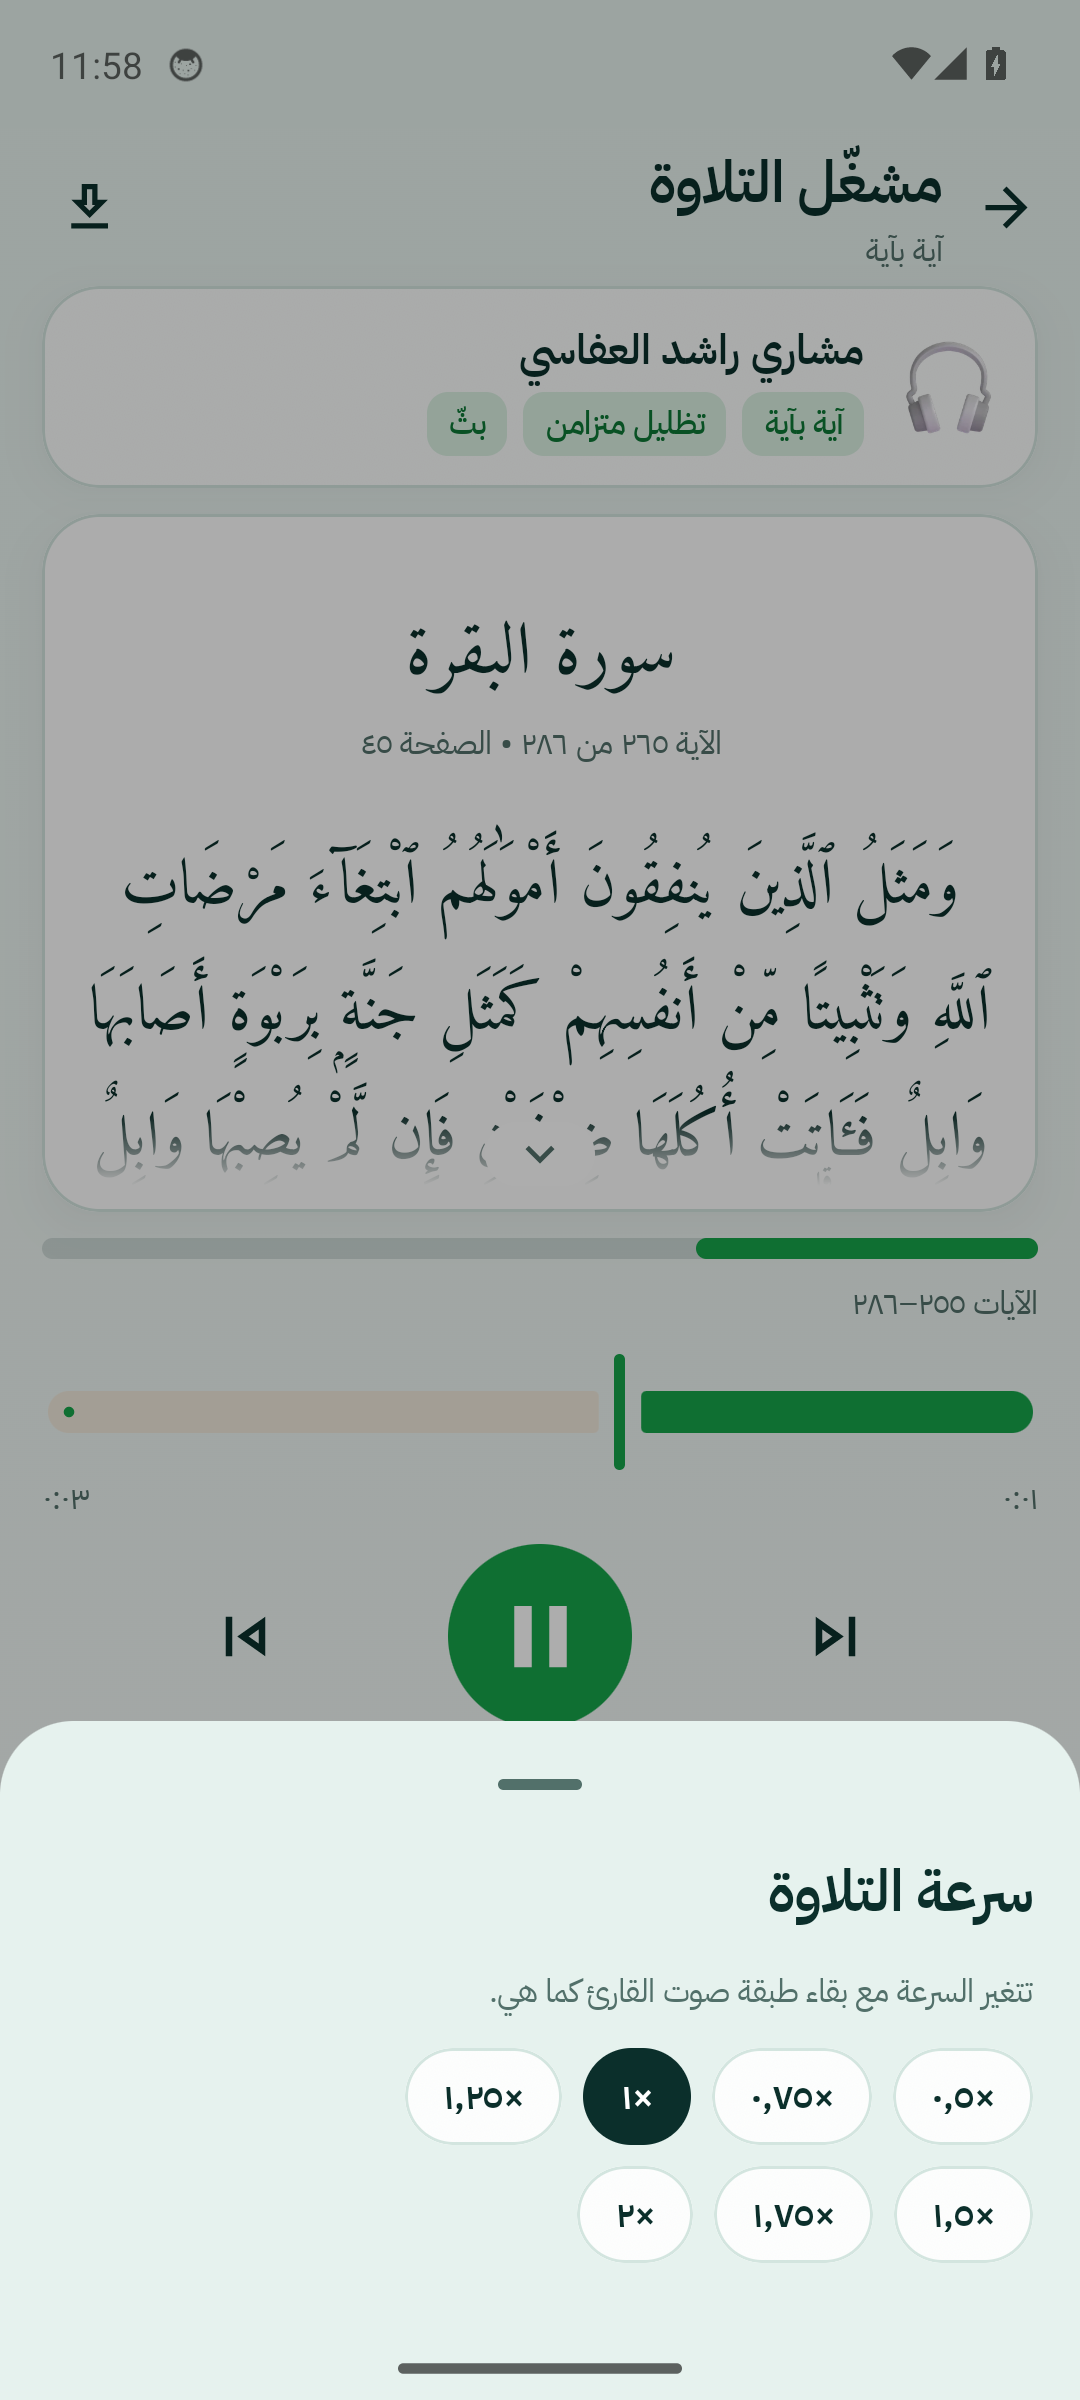 11:58
مشغّل التلاوة
آية بآية
مشاري راشد العفاسي
آية بآية تظليل متزامن بثّ
سورة البقرة
الآية ٢٦٥ من ٢٨٦ • الصفحة ٤٥
وَمَثَلُ ٱلَّذِينَ يُنفِقُونَ أَمْوَٰلَهُمُ ٱبْتِغَآءَ مَرْضَاتِ
ٱللَّهِ وَتَثْبِيتًا مِّنْ أَنفُسِهِمْ كَمَثَلِ جَنَّةٍۭ بِرَبْوَةٍ أَصَابَهَا
وَابِلٌ فَـَٔاتَتْ أُكُلَهَا فَإِن لَّمْ يُصِبْهَا وَابِلٌ
الآيات ٢٥٥–٢٨٦
٠:٠١ ٠:٠٣
سرعة التلاوة
تتغير السرعة مع بقاء طبقة صوت القارئ كما هي.
×٠,٥ ×٠,٧٥ ×١ ×١,٢٥
×١,٥ ×١,٧٥ ×٢